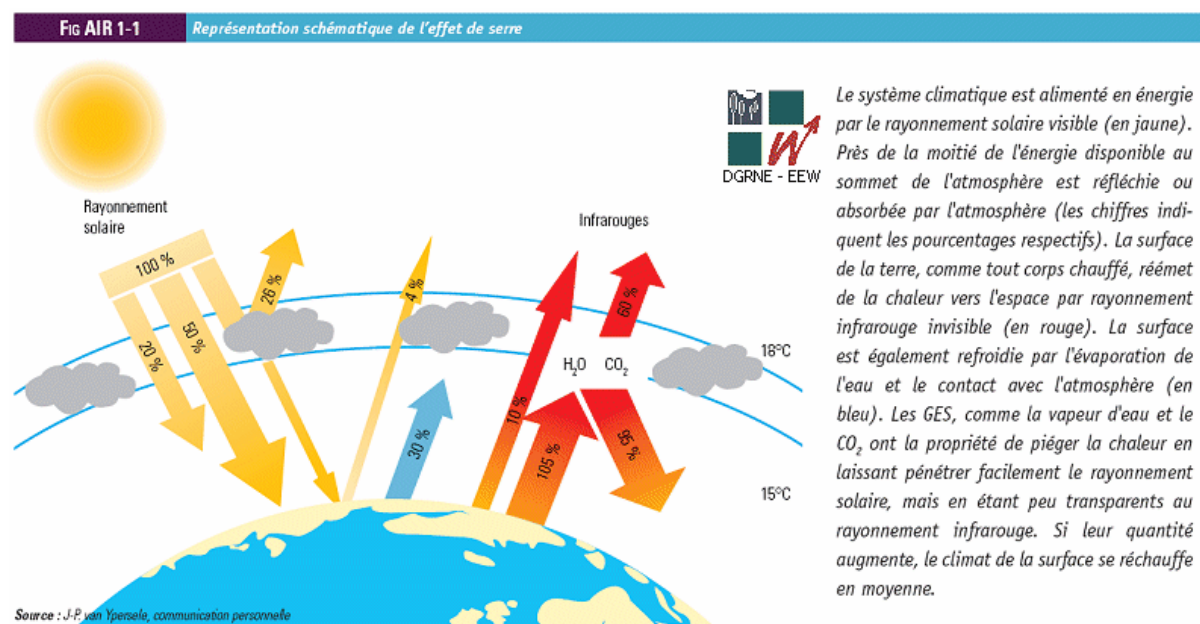 FIG AIR 1-1
Représentation schématique de l'effet de serre
Rayonnement
solaire
100 %
20 %
50 %
26 %
4 %
30 %
Infrarouges
10 %
105 %
60 %
95 %
H₂O CO₂
18°C
15°C
DGRNE - EEW
Le système climatique est alimenté en énergie
par le rayonnement solaire visible (en jaune).
Près de la moitié de l'énergie disponible au
sommet de l'atmosphère est réfléchie ou
absorbée par l'atmosphère (les chiffres indi-
quent les pourcentages respectifs). La surface
de la terre, comme tout corps chauffé, réémet
de la chaleur vers l'espace par rayonnement
infrarouge invisible (en rouge). La surface
est également refroidie par l'évaporation de
l'eau et le contact avec l'atmosphère (en
bleu). Les GES, comme la vapeur d'eau et le
CO₂ ont la propriété de piéger la chaleur en
laissant pénétrer facilement le rayonnement
solaire, mais en étant peu transparents au
rayonnement infrarouge. Si leur quantité
augmente, le climat de la surface se réchauffe
en moyenne.
Source : J-P. van Ypersele, communication personnelle